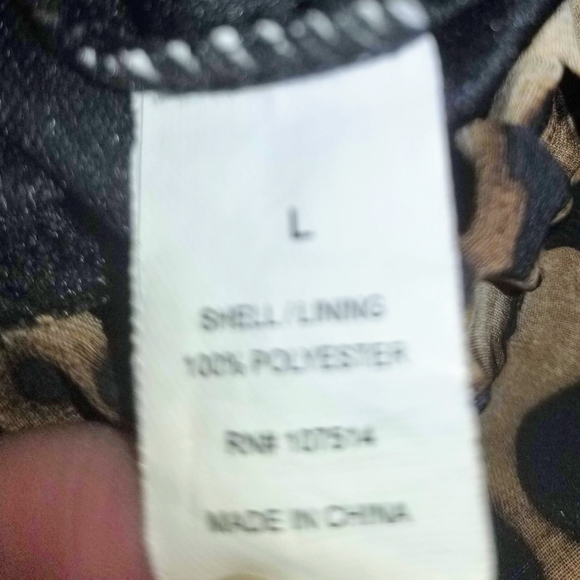 L
SHELL / LINING
100% POLYESTER
RN# 107514
MADE IN CHINA